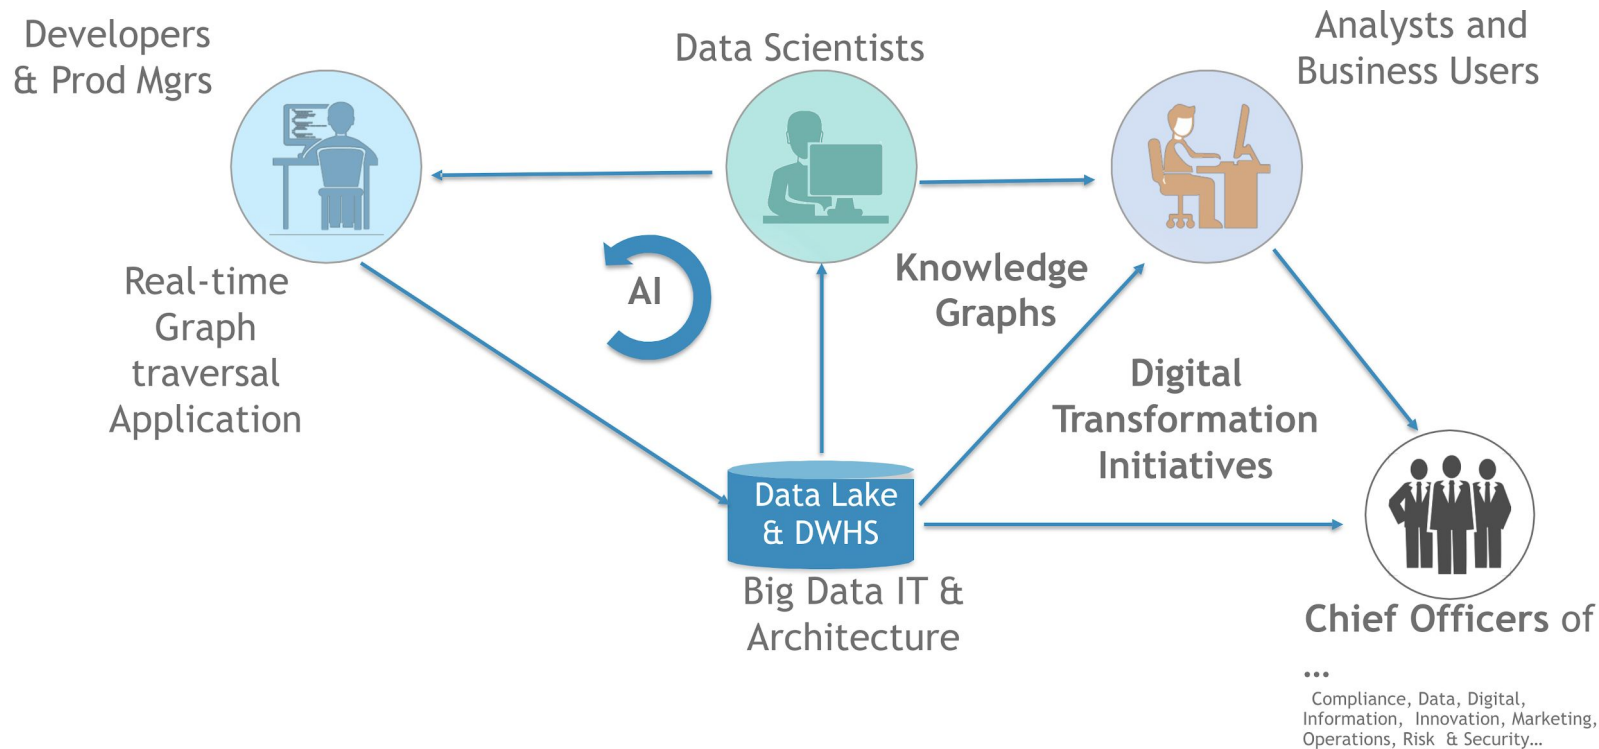 Developers
& Prod Mgrs
Data Scientists
Analysts and
Business Users
Real-time
Graph
traversal
Application
AI
Knowledge
Graphs
Digital
Transformation
Initiatives
Data Lake
& DWHS
Big Data IT &
Architecture
Chief Officers of
...
Compliance, Data, Digital,
Information, Innovation, Marketing,
Operations, Risk & Security...